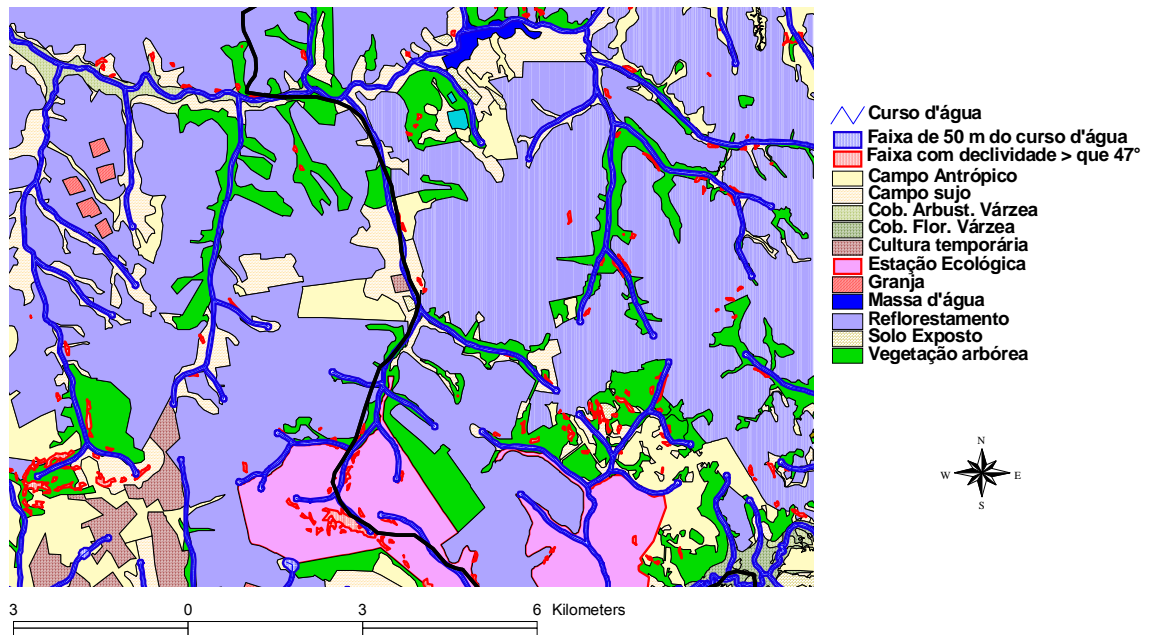 Curso d'água
Faixa de 50 m do curso d'água
Faixa com declividade > que 47°
Campo Antrópico
Campo sujo
Cob. Arbust. Várzea
Cob. Flor. Várzea
Cultura temporária
Estação Ecológica
Granja
Massa d'água
Reflorestamento
Solo Exposto
Vegetação arbórea
N
W E
S
3 0 3 6 Kilometers